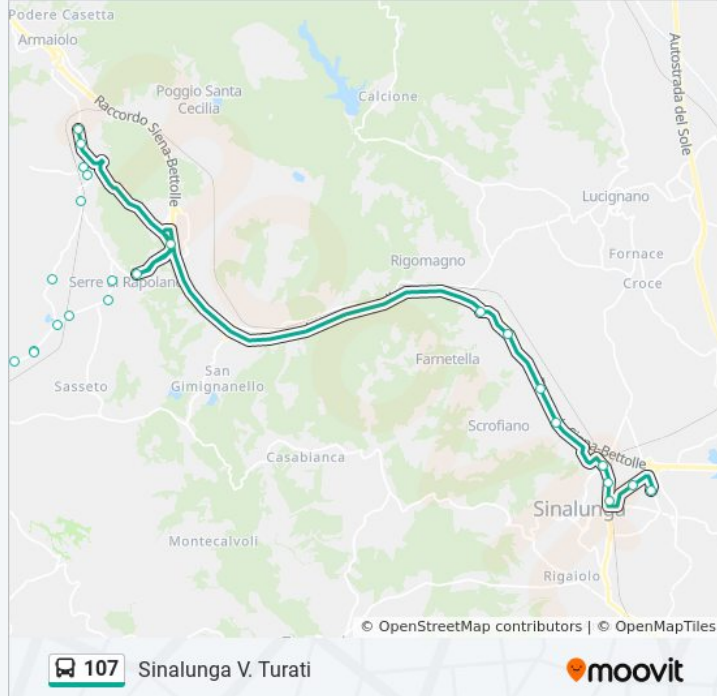 Podere Casetta
Armaiolo
Poggio Santa
Cecilia
Raccordo Siena-Bettolle
Calcione
Autostrada del Sole
Lucignano
Rigomagno
Fornace
Croce
Serre di Rapolano
Farnetella
San
Gimignanello
Sasseto
Scrofiano
Siena-Bettolle
Casabianca
Sinalunga
Montecalvoli
Rigaiolo
© OpenStreetMap contributors | © OpenMapTiles
107 Sinalunga V. Turati
moovit